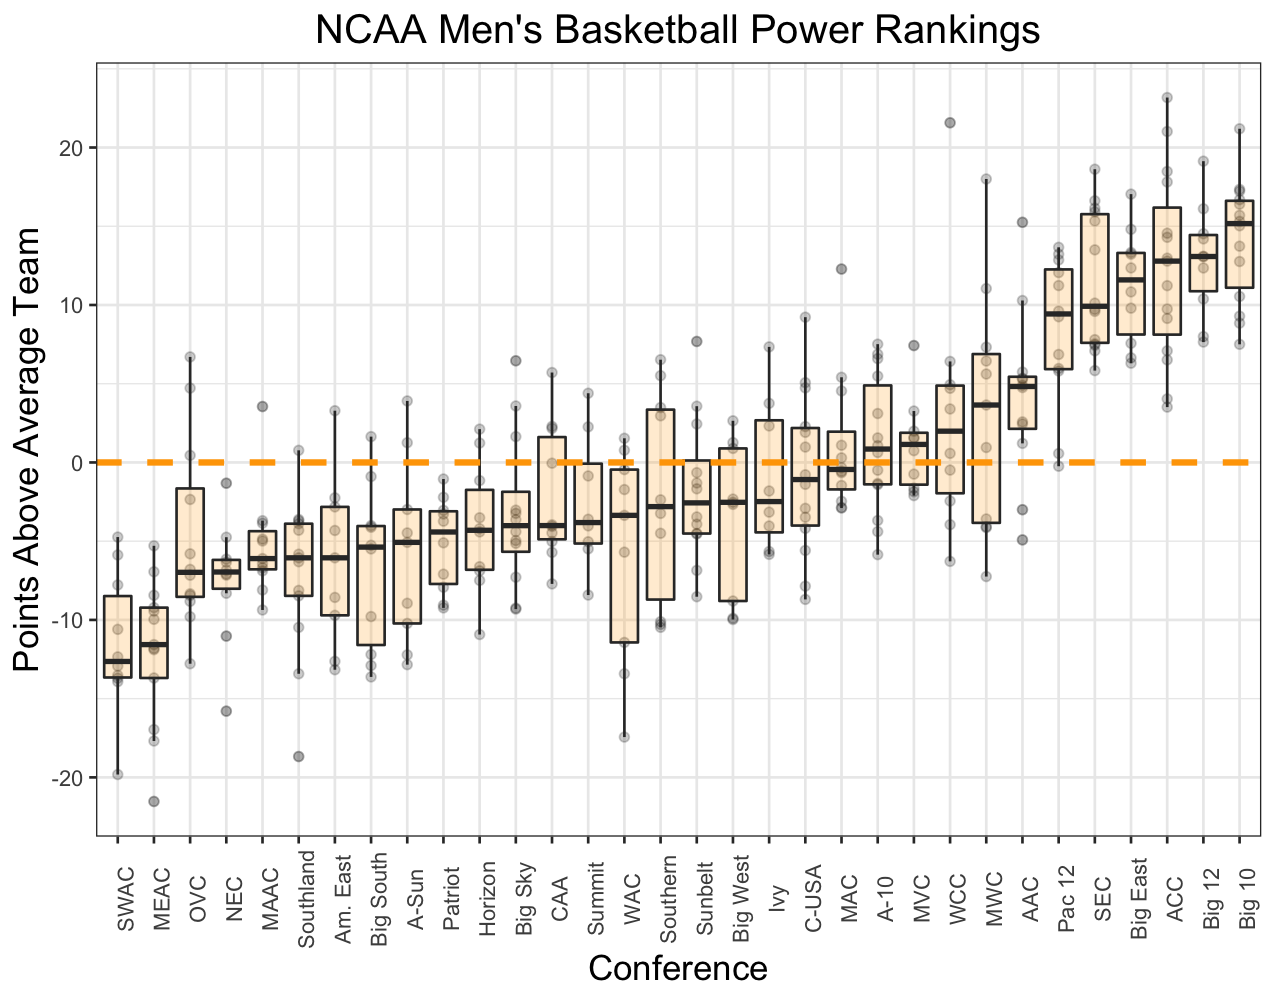 NCAA Men's Basketball Power Rankings
Points Above Average Team
20
10
0
-10
-20
SWAC
MEAC
OVC
NEC
MAAC
Southland
Am. East
Big South
A-Sun
Patriot
Horizon
Big Sky
CAA
Summit
WAC
Southern
Sunbelt
Big West
Ivy
C-USA
MAC
A-10
MVC
WCC
MWC
AAC
Pac 12
SEC
Big East
ACC
Big 12
Big 10
Conference